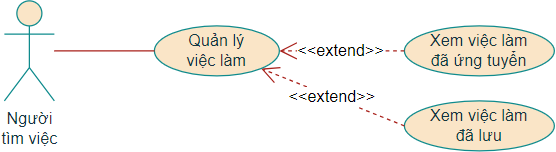 Quản lý
việc làm
<<extend>>
Xem việc làm
đã ứng tuyển
<<extend>>
Xem việc làm
đã lưu
Người
tìm việc